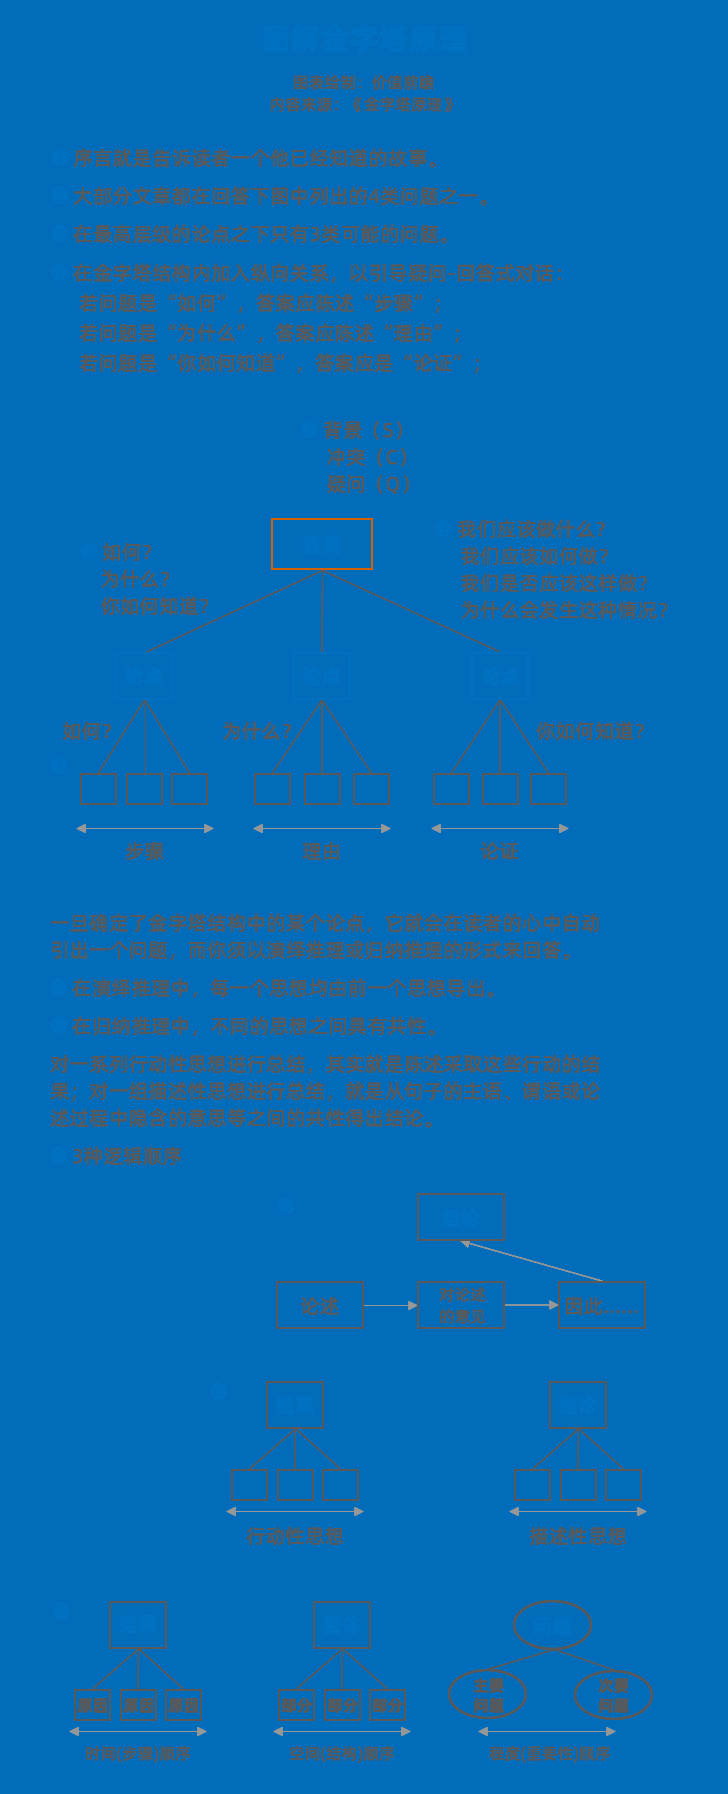 图解金字塔原理
图表绘制：价值前瞻
内容来源：《金字塔原理》
序言就是告诉读者一个他已经知道的故事。
大部分文章都在回答下图中列出的4类问题之一。
在最高层级的论点之下只有3类可能的问题。
在金字塔结构内加入纵向关系，以引导疑问-回答式对话：
若问题是“如何”，答案应陈述“步骤”；
若问题是“为什么”，答案应陈述“理由”；
若问题是“你如何知道”，答案应是“论证”；
背景（S）
冲突（C）
疑问（Q）
我们应该做什么？
我们应该如何做？
我们是否应该这样做？
为什么会发生这种情况？
如何？
为什么？
你如何知道？
论点 论点 论点
如何？ 为什么？ 你如何知道？
步骤 理由 论证
一旦确定了金字塔结构中的某个论点，它就会在读者的心中自动
引出一个问题，而你须以演绎推理或归纳推理的形式来回答。
在演绎推理中，每一个思想均由前一个思想导出。
在归纳推理中，不同的思想之间具有共性。
对一系列行动性思想进行总结，其实就是陈述采取这些行动的结
果；对一组描述性思想进行总结，就是从句子的主语、谓语或论
述过程中隐含的意思等之间的共性得出结论。
3种逻辑顺序
结论
论述 对论述 因此……
的意见
行动性思想 描述性思想
整体
原因 原因 原因 部分 部分 部分 主要 次要
问题 问题
时间(步骤)顺序 空间(结构)顺序 程度(重要性)顺序